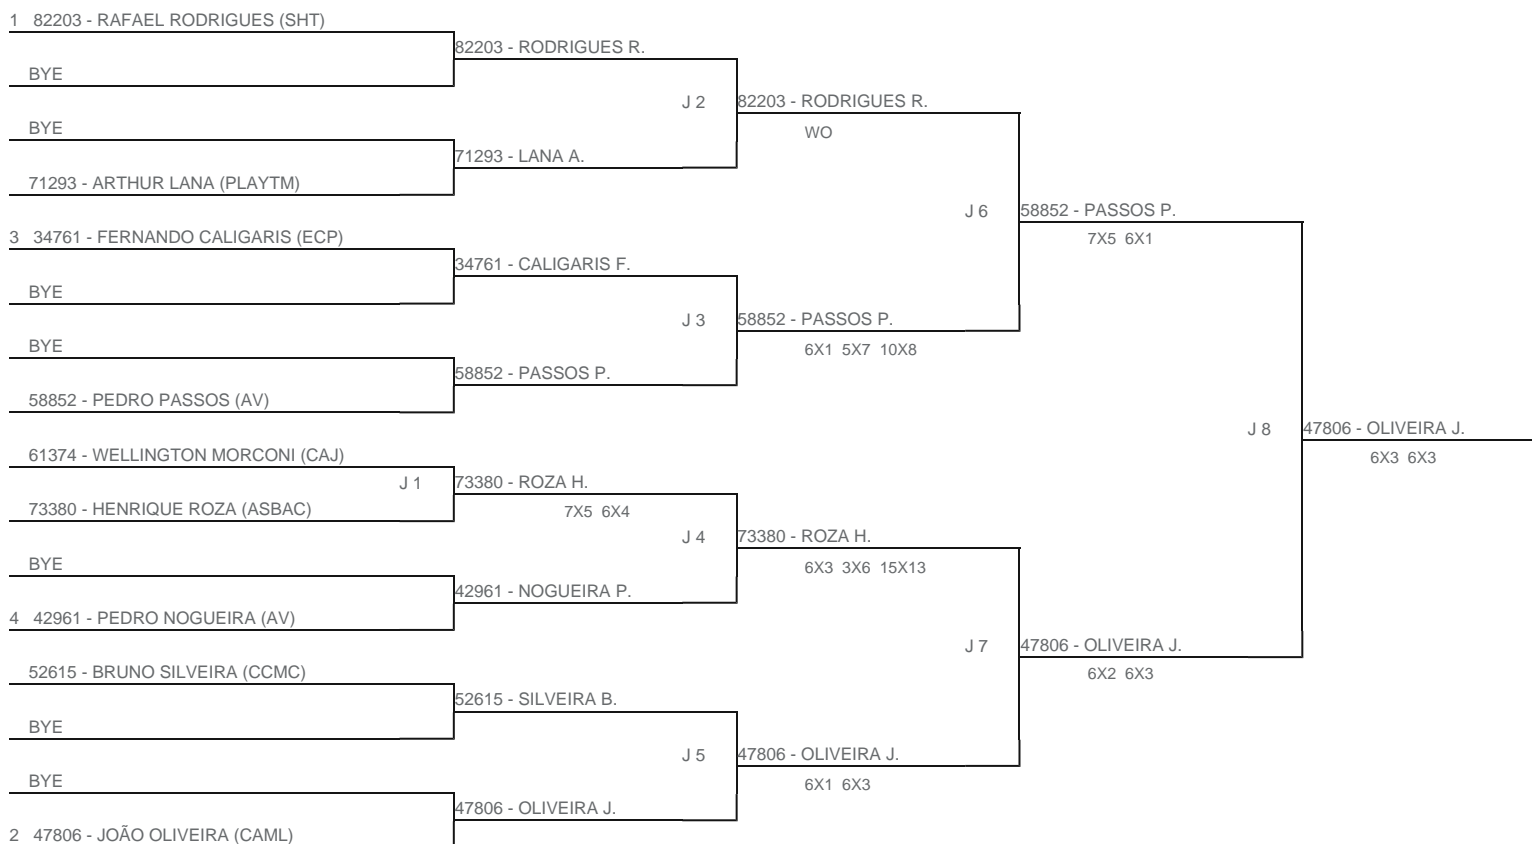 1 82203 - RAFAEL RODRIGUES (SHT)
82203 - RODRIGUES R.
BYE
J 2
82203 - RODRIGUES R.
BYE
WO
71293 - LANA A.
71293 - ARTHUR LANA (PLAYTM)
J 6
58852 - PASSOS P.
3 34761 - FERNANDO CALIGARIS (ECP)
7X5 6X1
34761 - CALIGARIS F.
BYE
J 3
58852 - PASSOS P.
BYE
6X1 5X7 10X8
58852 - PASSOS P.
58852 - PEDRO PASSOS (AV)
J 8
47806 - OLIVEIRA J.
61374 - WELLINGTON MORCONI (CAJ)
6X3 6X3
J 1
73380 - ROZA H.
73380 - HENRIQUE ROZA (ASBAC)
7X5 6X4
J 4
73380 - ROZA H.
BYE
6X3 3X6 15X13
42961 - NOGUEIRA P.
4 42961 - PEDRO NOGUEIRA (AV)
J 7
47806 - OLIVEIRA J.
52615 - BRUNO SILVEIRA (CCMC)
6X2 6X3
52615 - SILVEIRA B.
BYE
J 5
47806 - OLIVEIRA J.
BYE
6X1 6X3
47806 - OLIVEIRA J.
2 47806 - JOÃO OLIVEIRA (CAML)